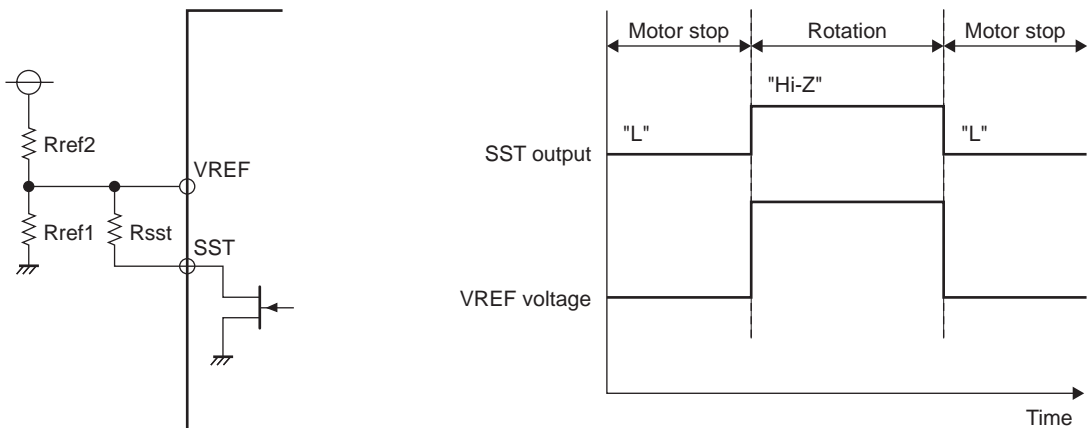 Rref2
VREF
Rref1
Rsst
SST
Motor stop
Rotation
Motor stop
"Hi-Z"
"L"
"L"
SST output
VREF voltage
Time